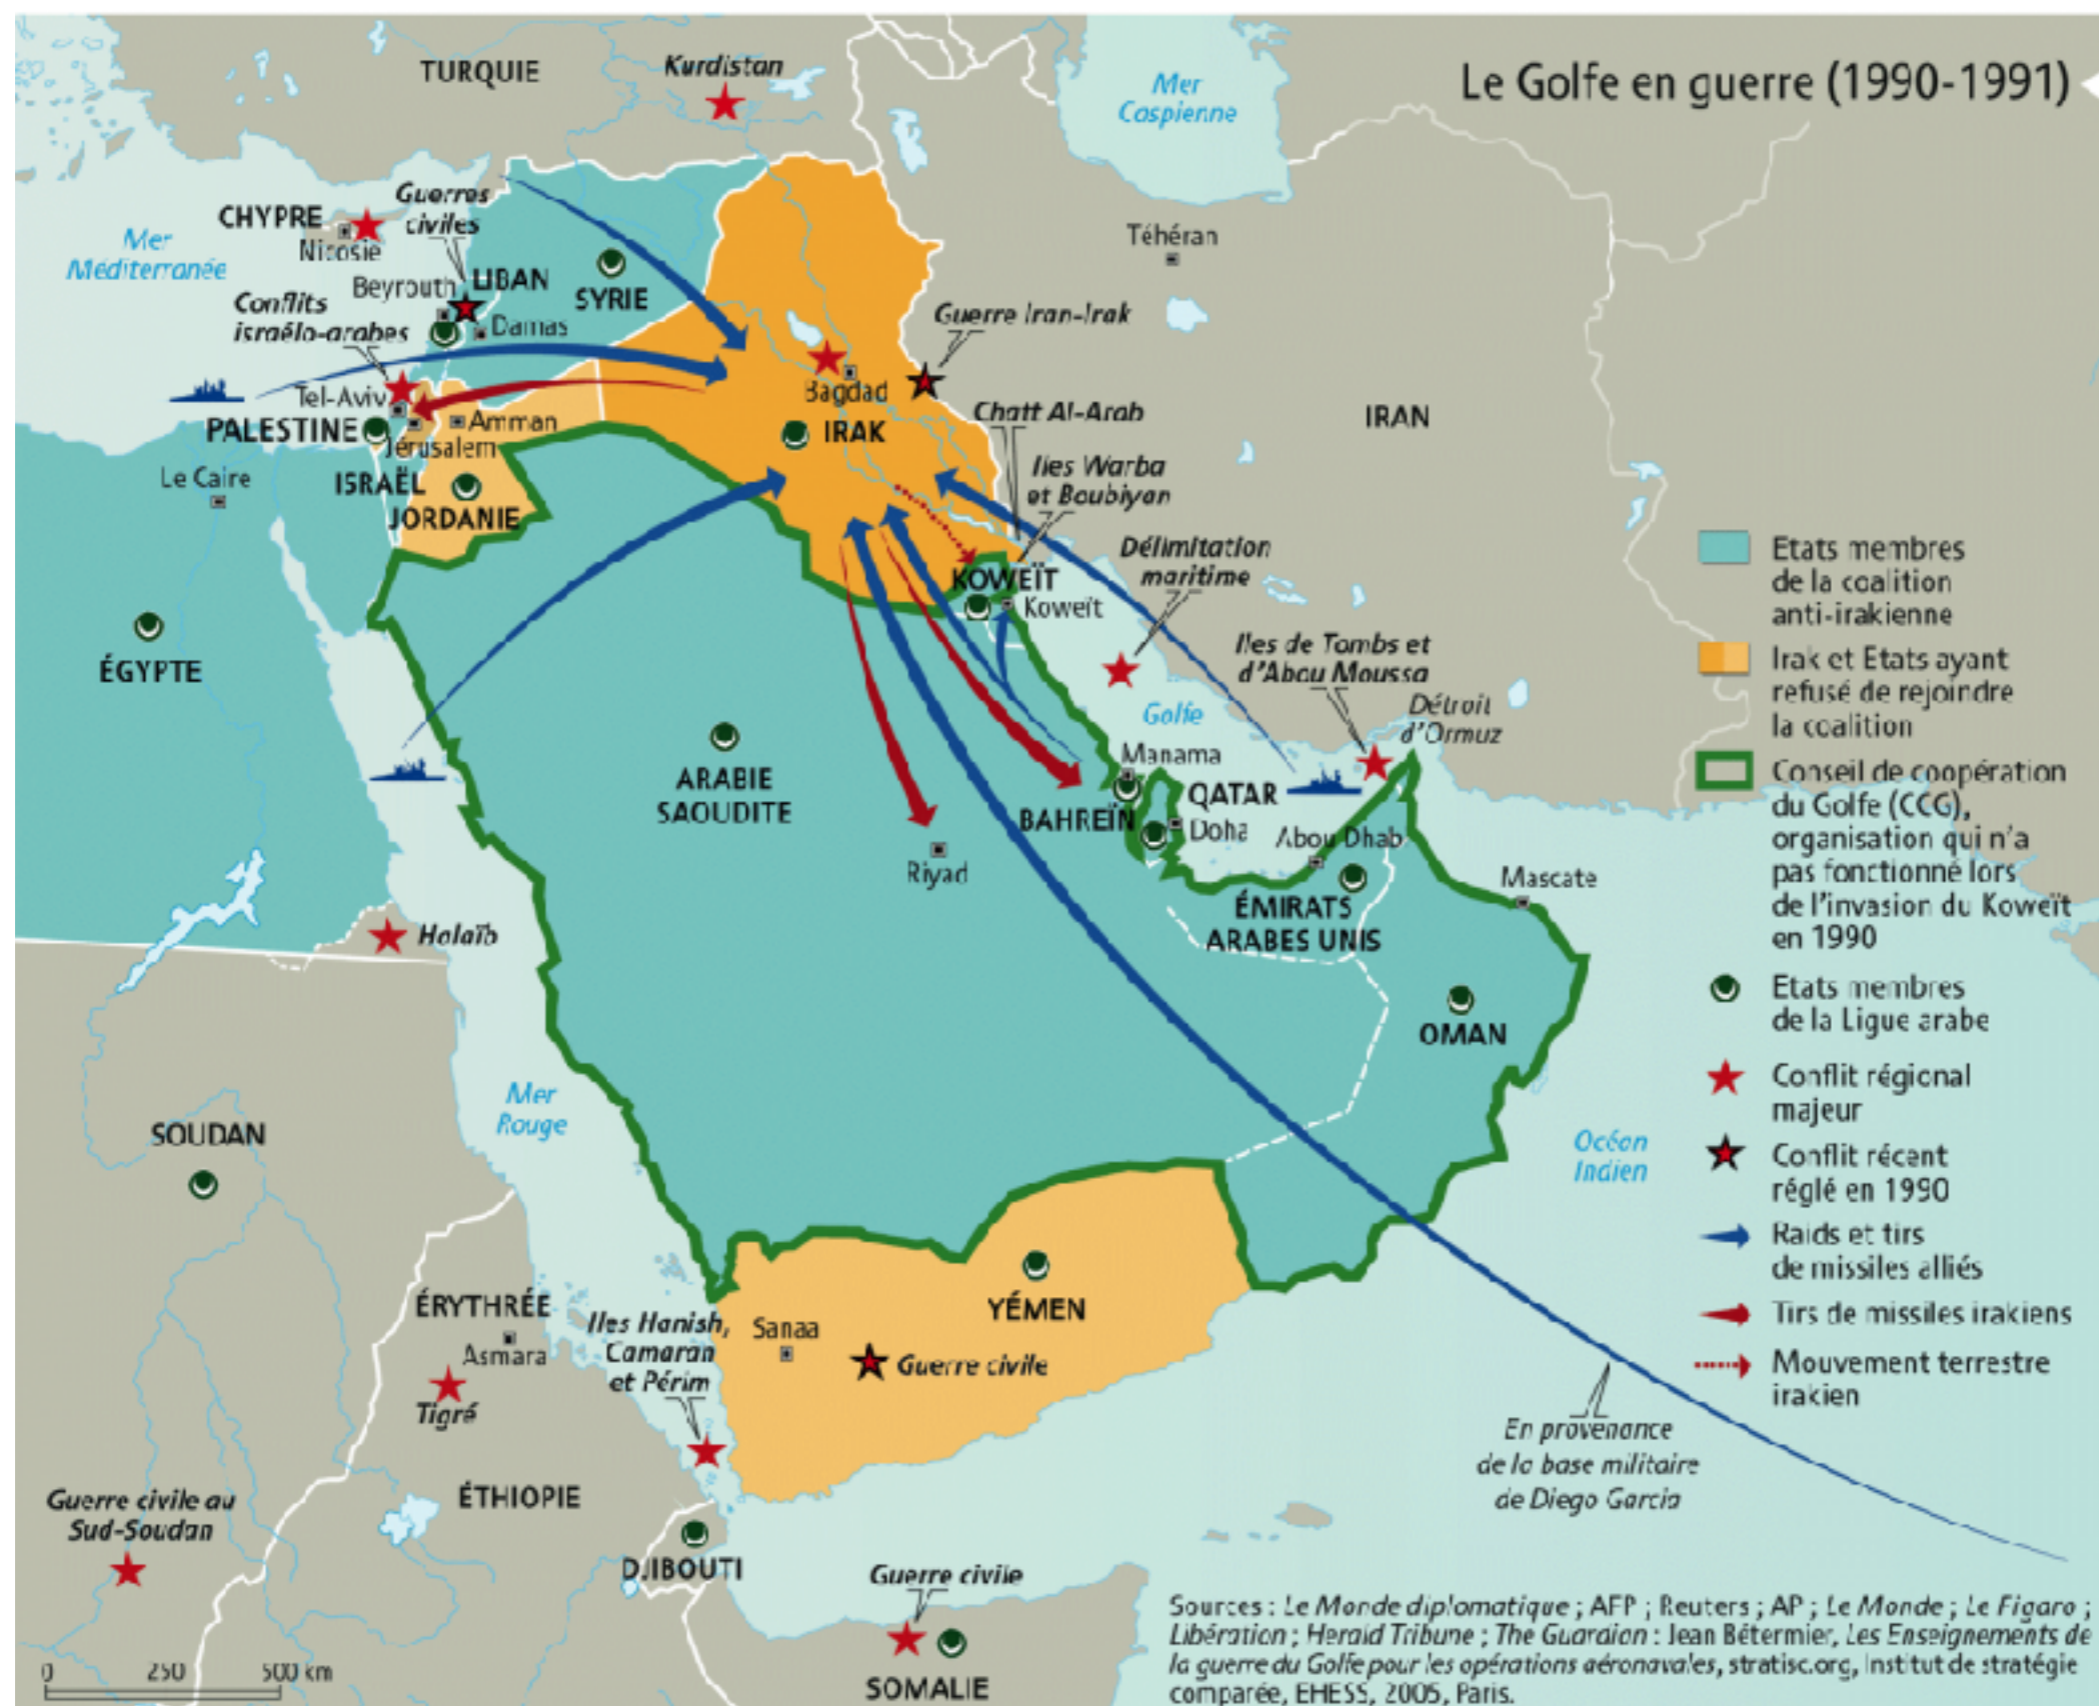 Le Golfe en guerre (1990-1991)
TURQUIE
Kurdistan
Mer
Caspienne
CHYPRE
Nicosie
Guerres
civiles
Mer
Méditerranée
Téhéran
Beyrouth
LIBAN
SYRIE
Damas
Conflits
israélo-arabes
Guerre Iran-Irak
Tel-Aviv
Bagdad
Chatt Al-Arab
IRAN
PALESTINE
Amman
IRAK
Jérusalem
Le Caire
ISRAËL
JORDANIE
Iles Warba
et Boubiyan
Délimitation
maritime
KOWEÏT
Koweït
ÉGYPTE
Iles de Tombs et
d'Abou Moussa
Détroit
d'Ormuz
Golfe
Manama
ARABIE
SAOUDITE
QATAR
BAHREÏN
Doha
Abou Dhab
Riyad
Mascate
ÉMIRATS
ARABES UNIS
Halaïb
OMAN
Mer
Rouge
SOUDAN
Océan
Indien
ÉRYTHRÉE
Asmara
Iles Hanish,
Camaran
et Périm
Sanaa
YÉMEN
Guerre civile
Tigré
En provenance
de la base militaire
de Diego Garcia
ÉTHIOPIE
Guerre civile au
Sud-Soudan
DJIBOUTI
Guerre civile
SOMALIE
0 250 500 km
Etats membres
de la coalition
anti-irakienne
Irak et Etats ayant
refusé de rejoindre
la coalition
Conseil de coopération
du Golfe (CCG),
organisation qui n'a
pas fonctionné lors
de l'invasion du Koweït
en 1990
Etats membres
de la Ligue arabe
Conflit régional
majeur
Conflit récent
réglé en 1990
Raids et tirs
de missiles alliés
Tirs de missiles irakiens
Mouvement terrestre
irakien
Sources : Le Monde diplomatique ; AFP ; Reuters ; AP ; Le Monde ; Le Figaro ;
Libération ; Herald Tribune ; The Guardian : Jean Bétermier, Les Enseignements de
la guerre du Golfe pour les opérations aéronavales, stratisc.org, Institut de stratégie
comparée, EHESS, 2005, Paris.